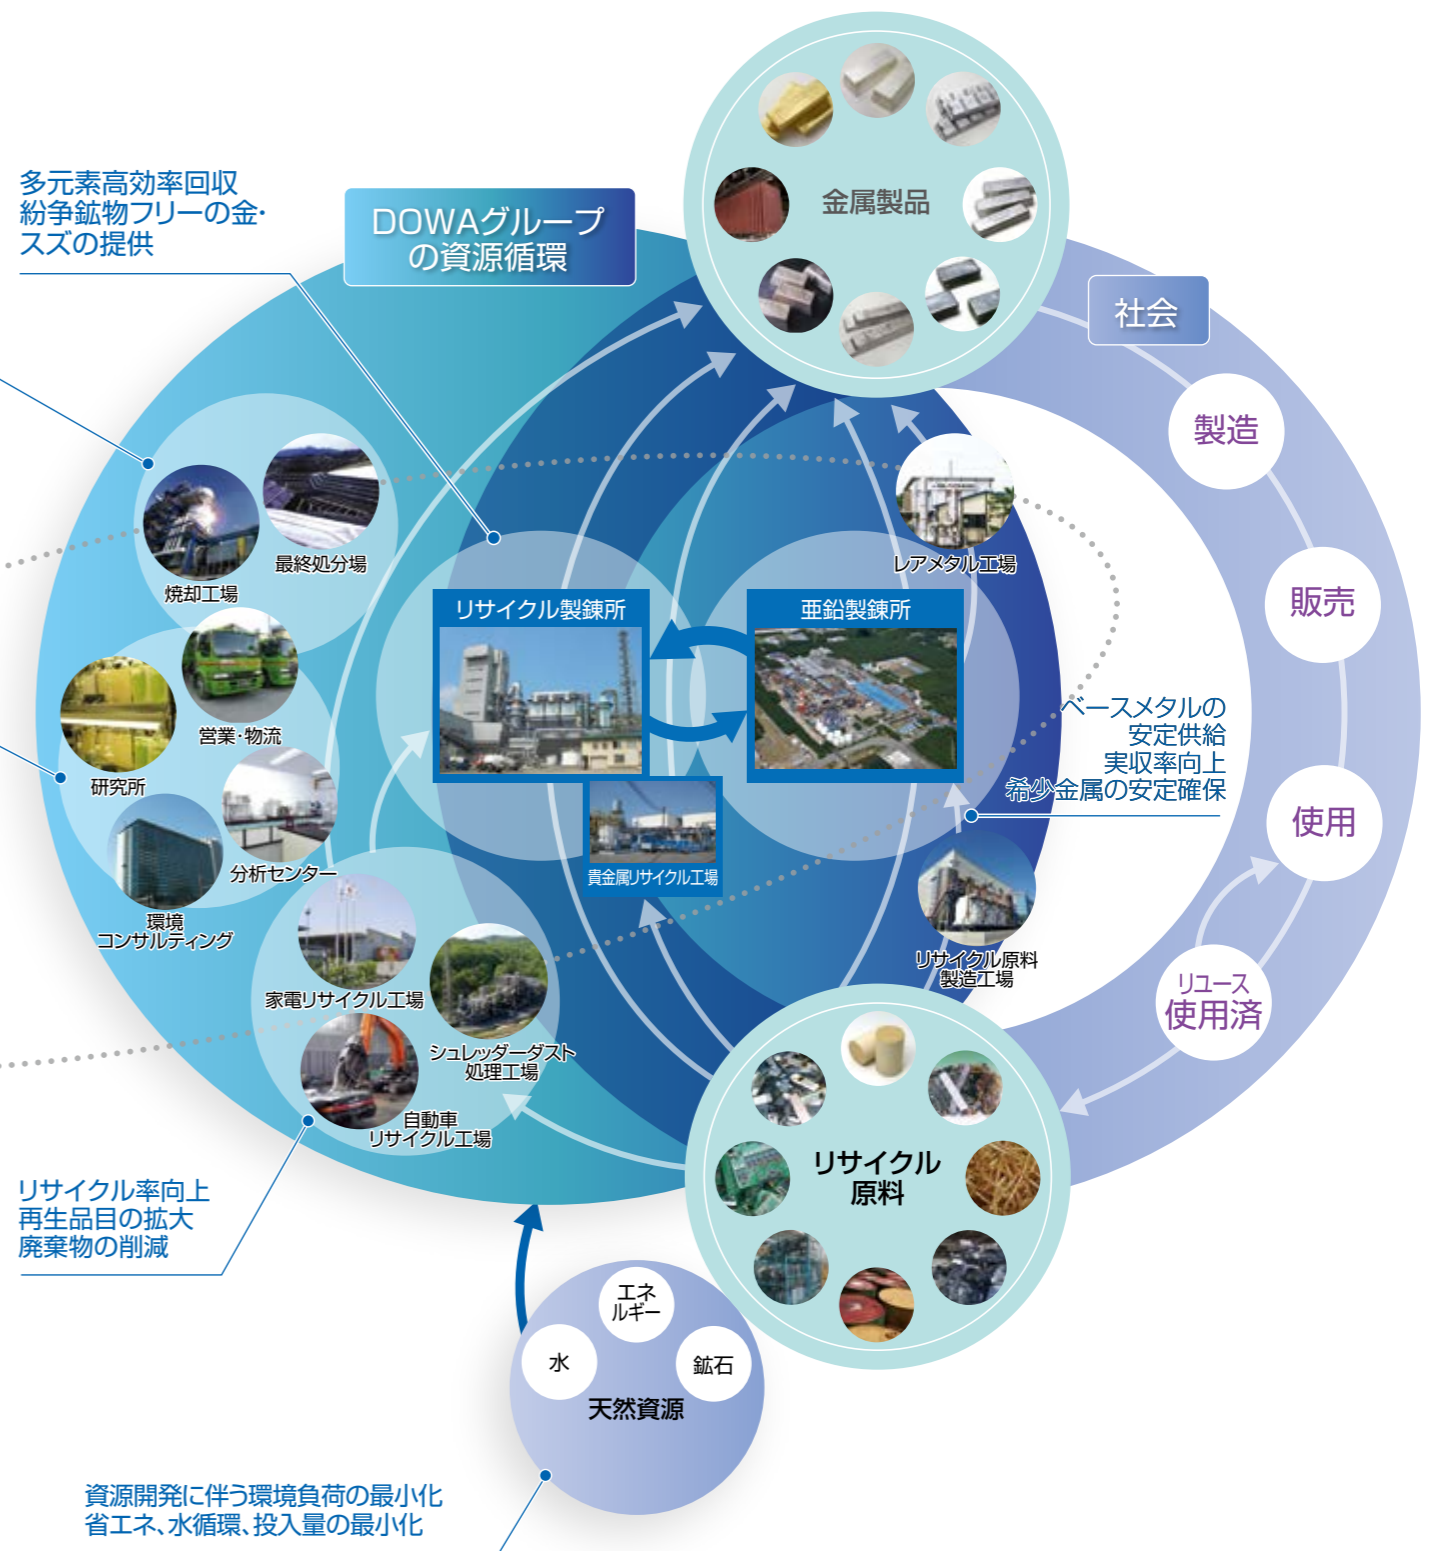 金属製品
多元素高効率回収
紛争鉱物フリーの金・
スズの提供
DOWAグループ
の資源循環
社会
製造
販売
使用
リユース
使用済
最終処分場
焼却工場
レアメタル工場
リサイクル製錬所
亜鉛製錬所
営業・物流
研究所
分析センター
環境
コンサルティング
貴金属リサイクル工場
ベースメタルの
安定供給
実収率向上
希少金属の安定確保
リサイクル原料
製造工場
家電リサイクル工場
シュレッダーダスト
処理工場
自動車
リサイクル工場
リサイクル
原料
リサイクル率向上
再生品目の拡大
廃棄物の削減
エネ
ルギー
水
鉱石
天然資源
資源開発に伴う環境負荷の最小化
省エネ、水循環、投入量の最小化